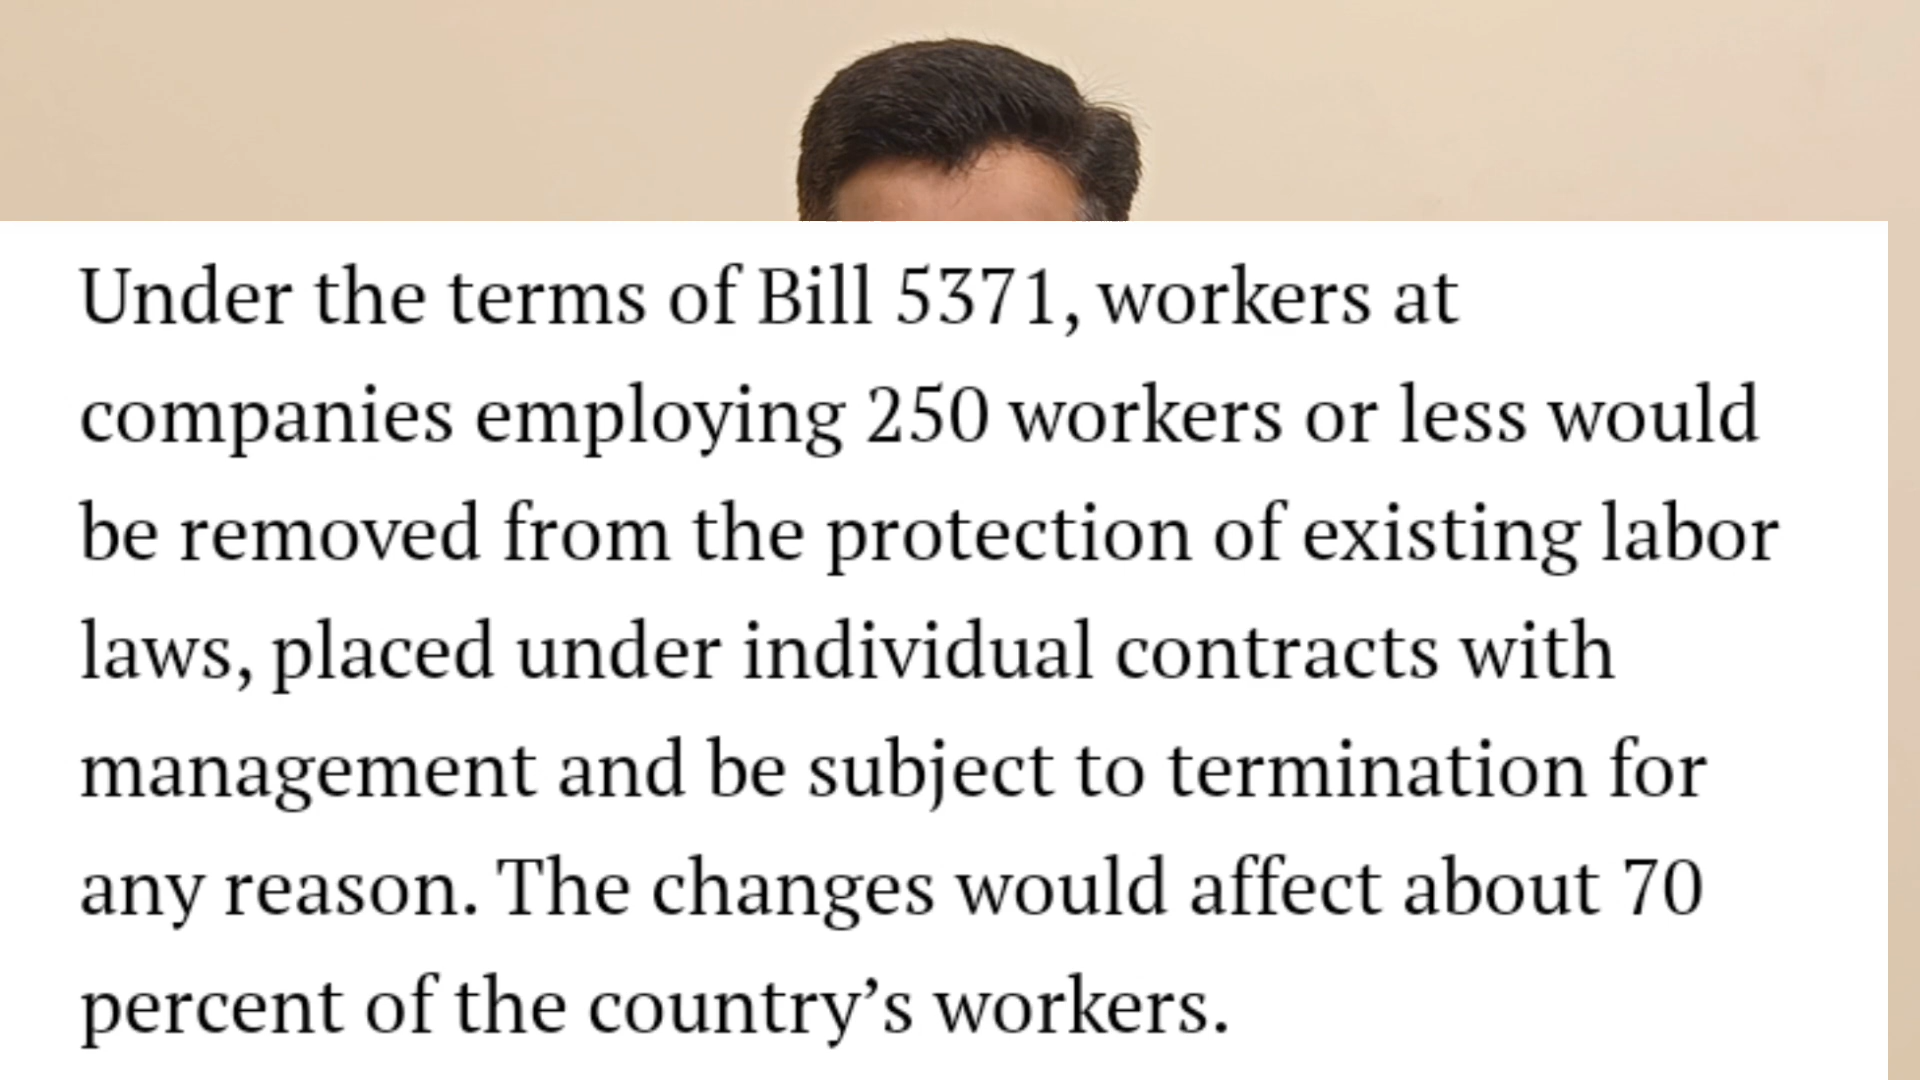 Under the terms of Bill 5371, workers at
companies employing 250 workers or less would
be removed from the protection of existing labor
laws, placed under individual contracts with
management and be subject to termination for
any reason. The changes would affect about 70
percent of the country’s workers.